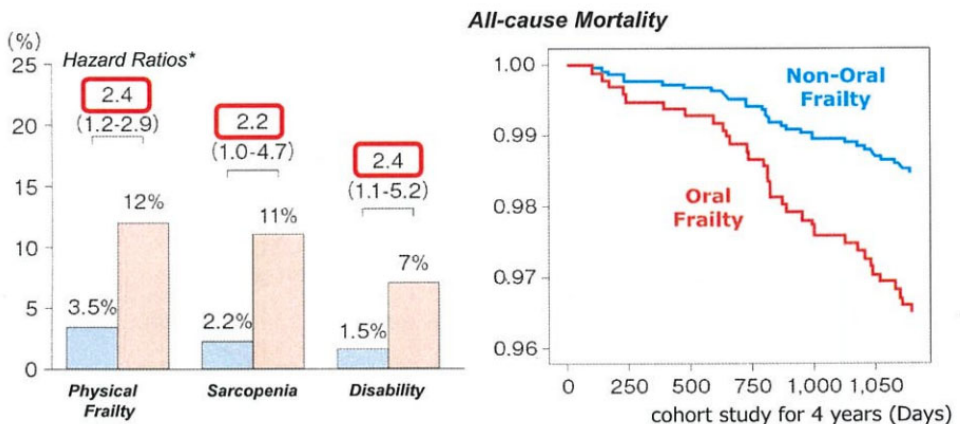 All-cause Mortality
(%)
25
20
15
10
5
0
Hazard Ratios*
2.4
(1.2-2.9)
2.2
(1.0-4.7)
2.4
(1.1-5.2)
3.5%
12%
2.2%
11%
1.5%
7%
Physical
Frailty
Sarcopenia
Disability
1.00
0.99
0.98
0.97
0.96
Non-Oral
Frailty
Oral
Frailty
0
250
500
750
1,000
1,050
cohort study for 4 years (Days)